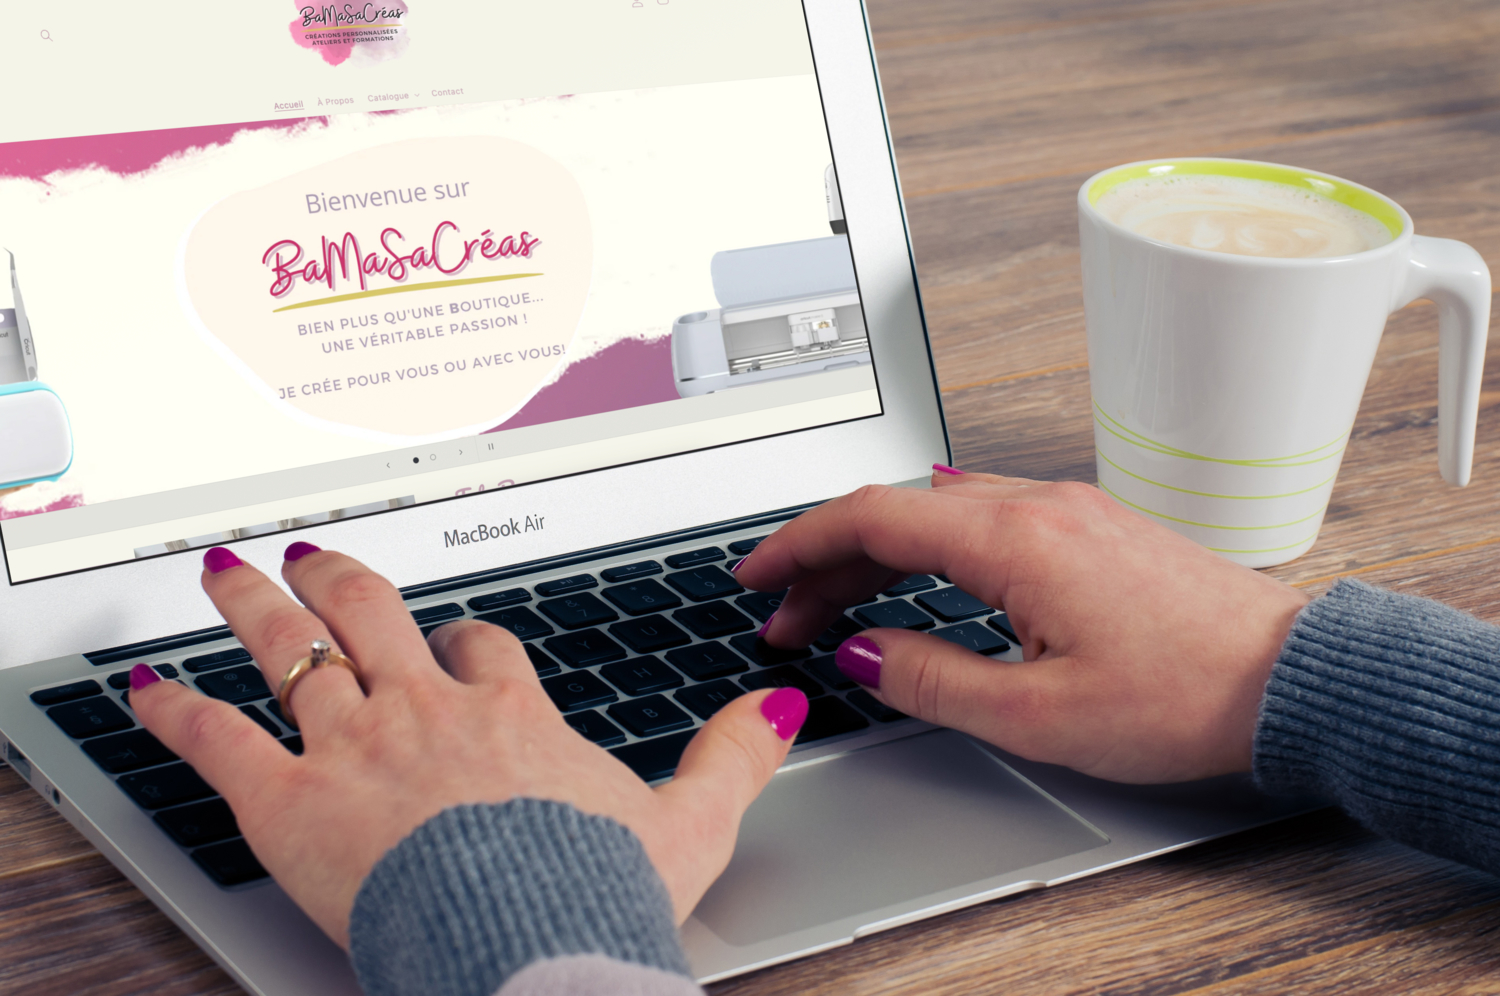 BaMaSaCréas
CRÉATIONS PERSONNALISÉES
ATELIERS ET FORMATIONS
Accueil À Propos Catalogue Contact
Bienvenue sur
BaMaSaCréas
BIEN PLUS QU'UNE BOUTIQUE...
UNE VÉRITABLE PASSION !
JE CRÉE POUR VOUS OU AVEC VOUS!
MacBook Air